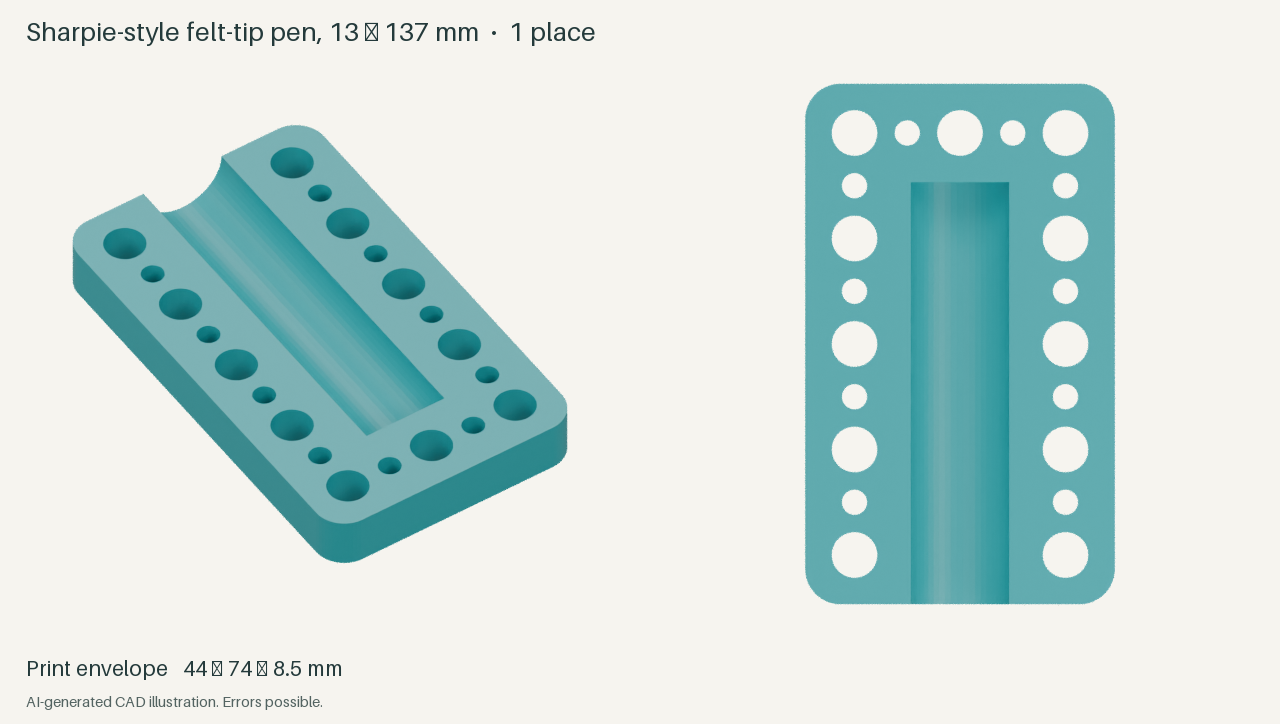 Sharpie-style felt-tip pen, 13 ☒ 137 mm · 1 place
Print envelope 44 ☒ 74 ☒ 8.5 mm
AI-generated CAD illustration. Errors possible.